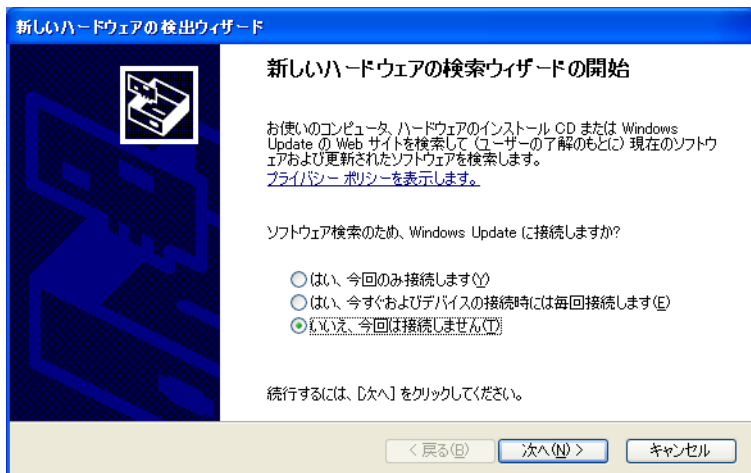 新しいハードウェアの検出ウィザード
新しいハードウェアの検索ウィザードの開始
お使いのコンピュータ、ハードウェアのインストール CD または Windows
Update の Web サイトを検索して (ユーザーの了解のもとに) 現在のソフトウ
ェアおよび更新されたソフトウェアを検索します。
プライバシー ポリシーを表示します。
ソフトウェア検索のため、Windows Update に接続しますか?
はい、今回のみ接続します(Y)
はい、今すぐおよびデバイスの接続時には毎回接続します(E)
いいえ、今回は接続しません(T)
続行するには、[次へ] をクリックしてください。
< 戻る(B) 次へ(N) > キャンセル